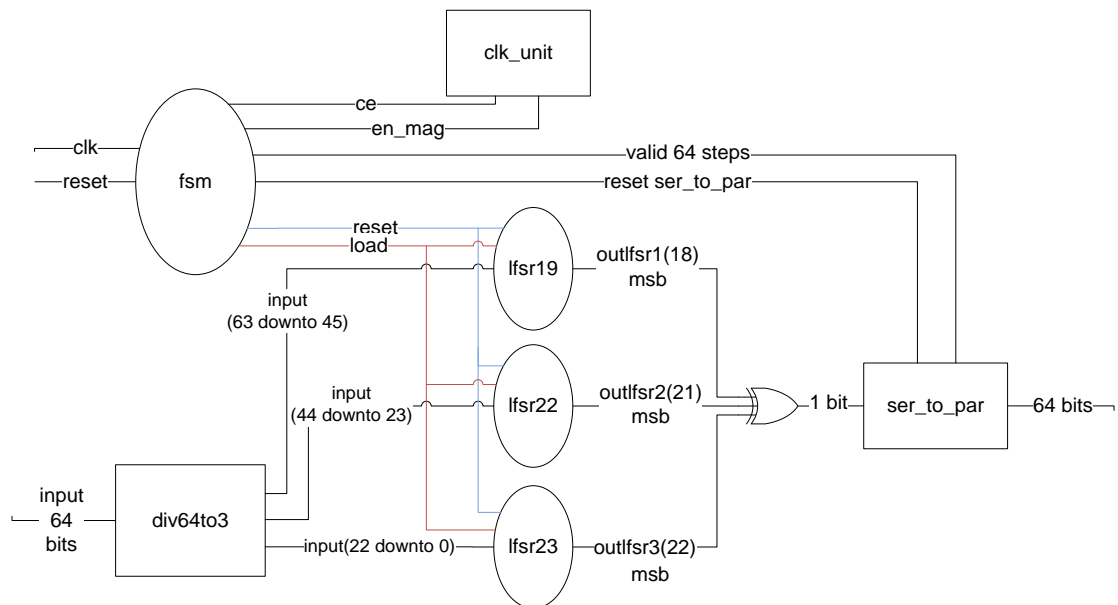 clk_unit
ce
en_mag
clk
valid 64 steps
reset
fsm
reset ser_to_par
reset
load
lfsr19
outlfsr1(18)
msb
input
(63 downto 45)
input
(44 downto 23)
lfsr22
outlfsr2(21)
msb
1 bit
ser_to_par
64 bits
input
64
bits
div64to3
input(22 downto 0)
lfsr23
outlfsr3(22)
msb